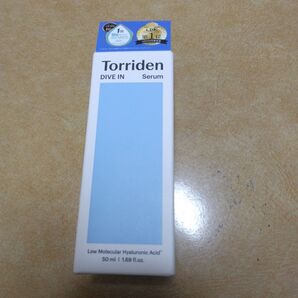 Torriden
DIVE IN Serum
Low Molecular Hyaluronic Acid
50 ml | 1.69 fl.oz.